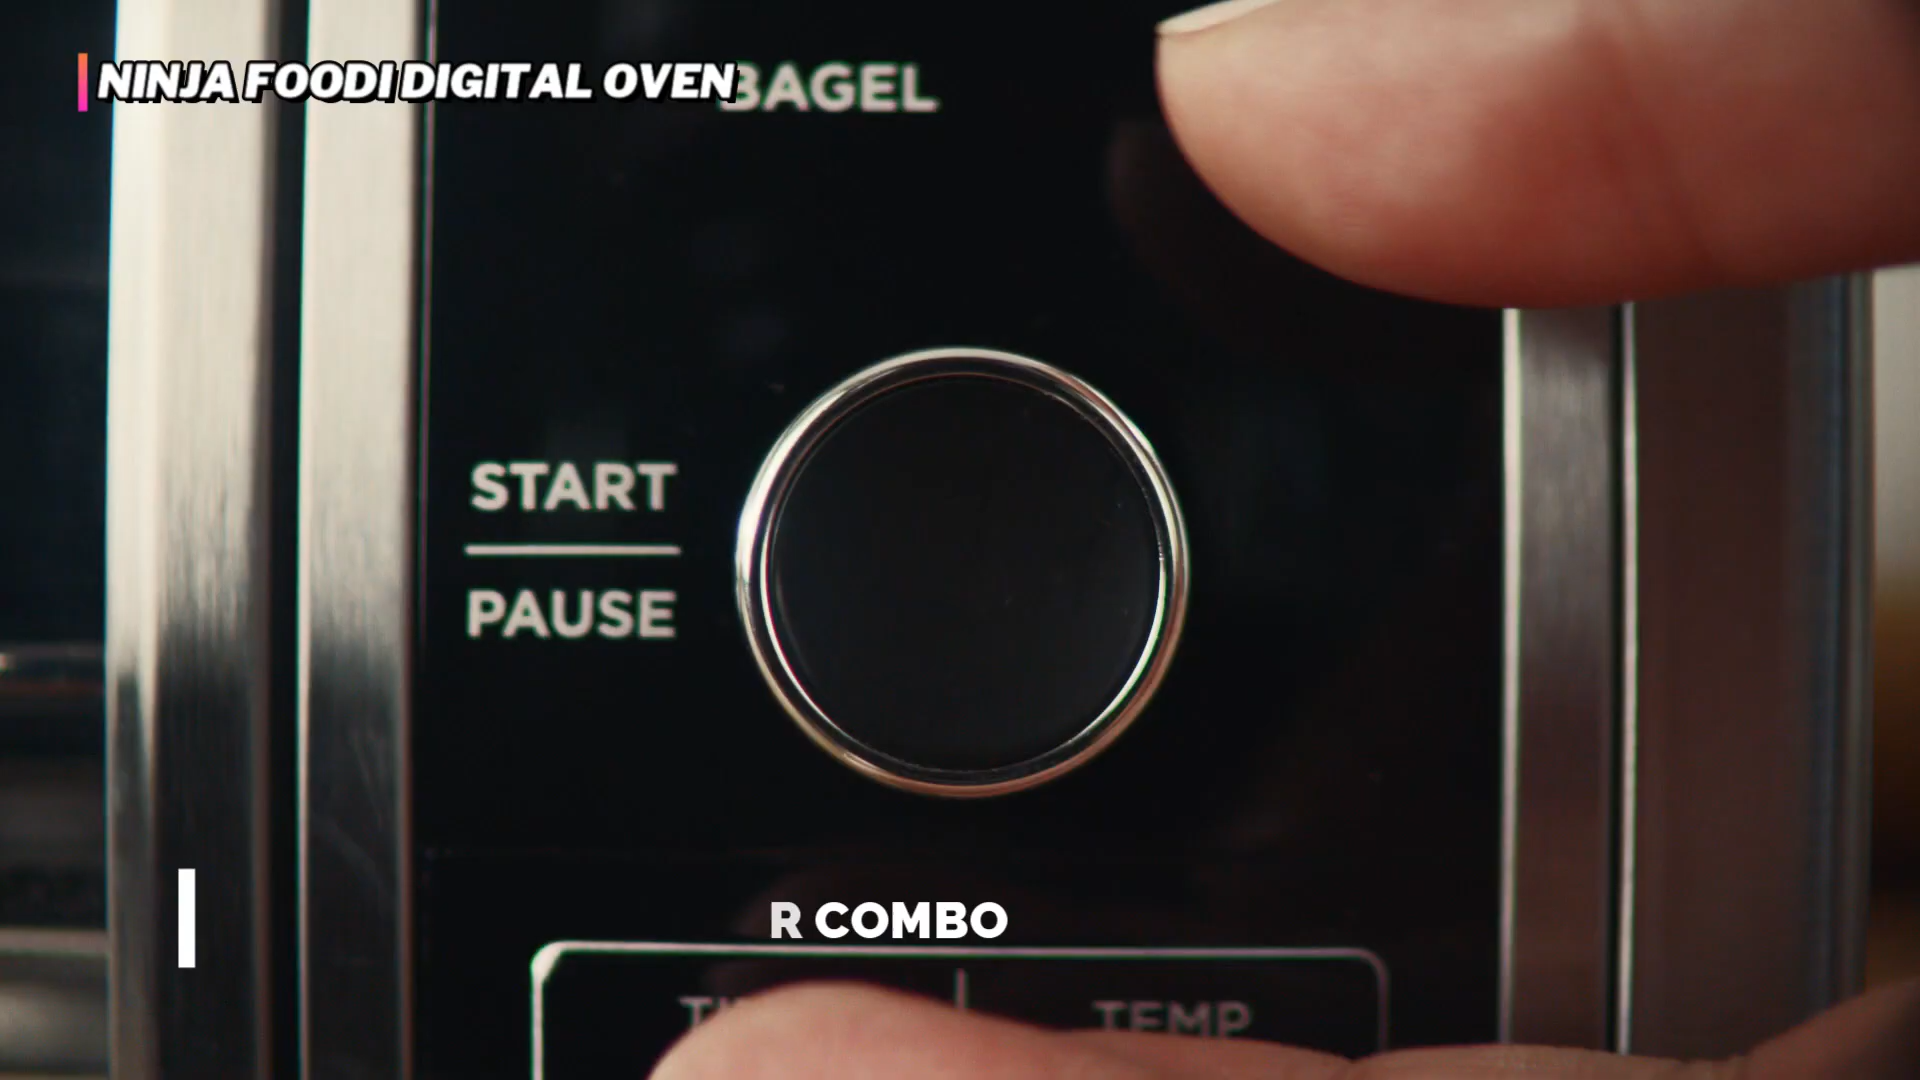 NINJA FOODI DIGITAL OVEN
BAGEL
START
PAUSE
R COMBO
TEMP